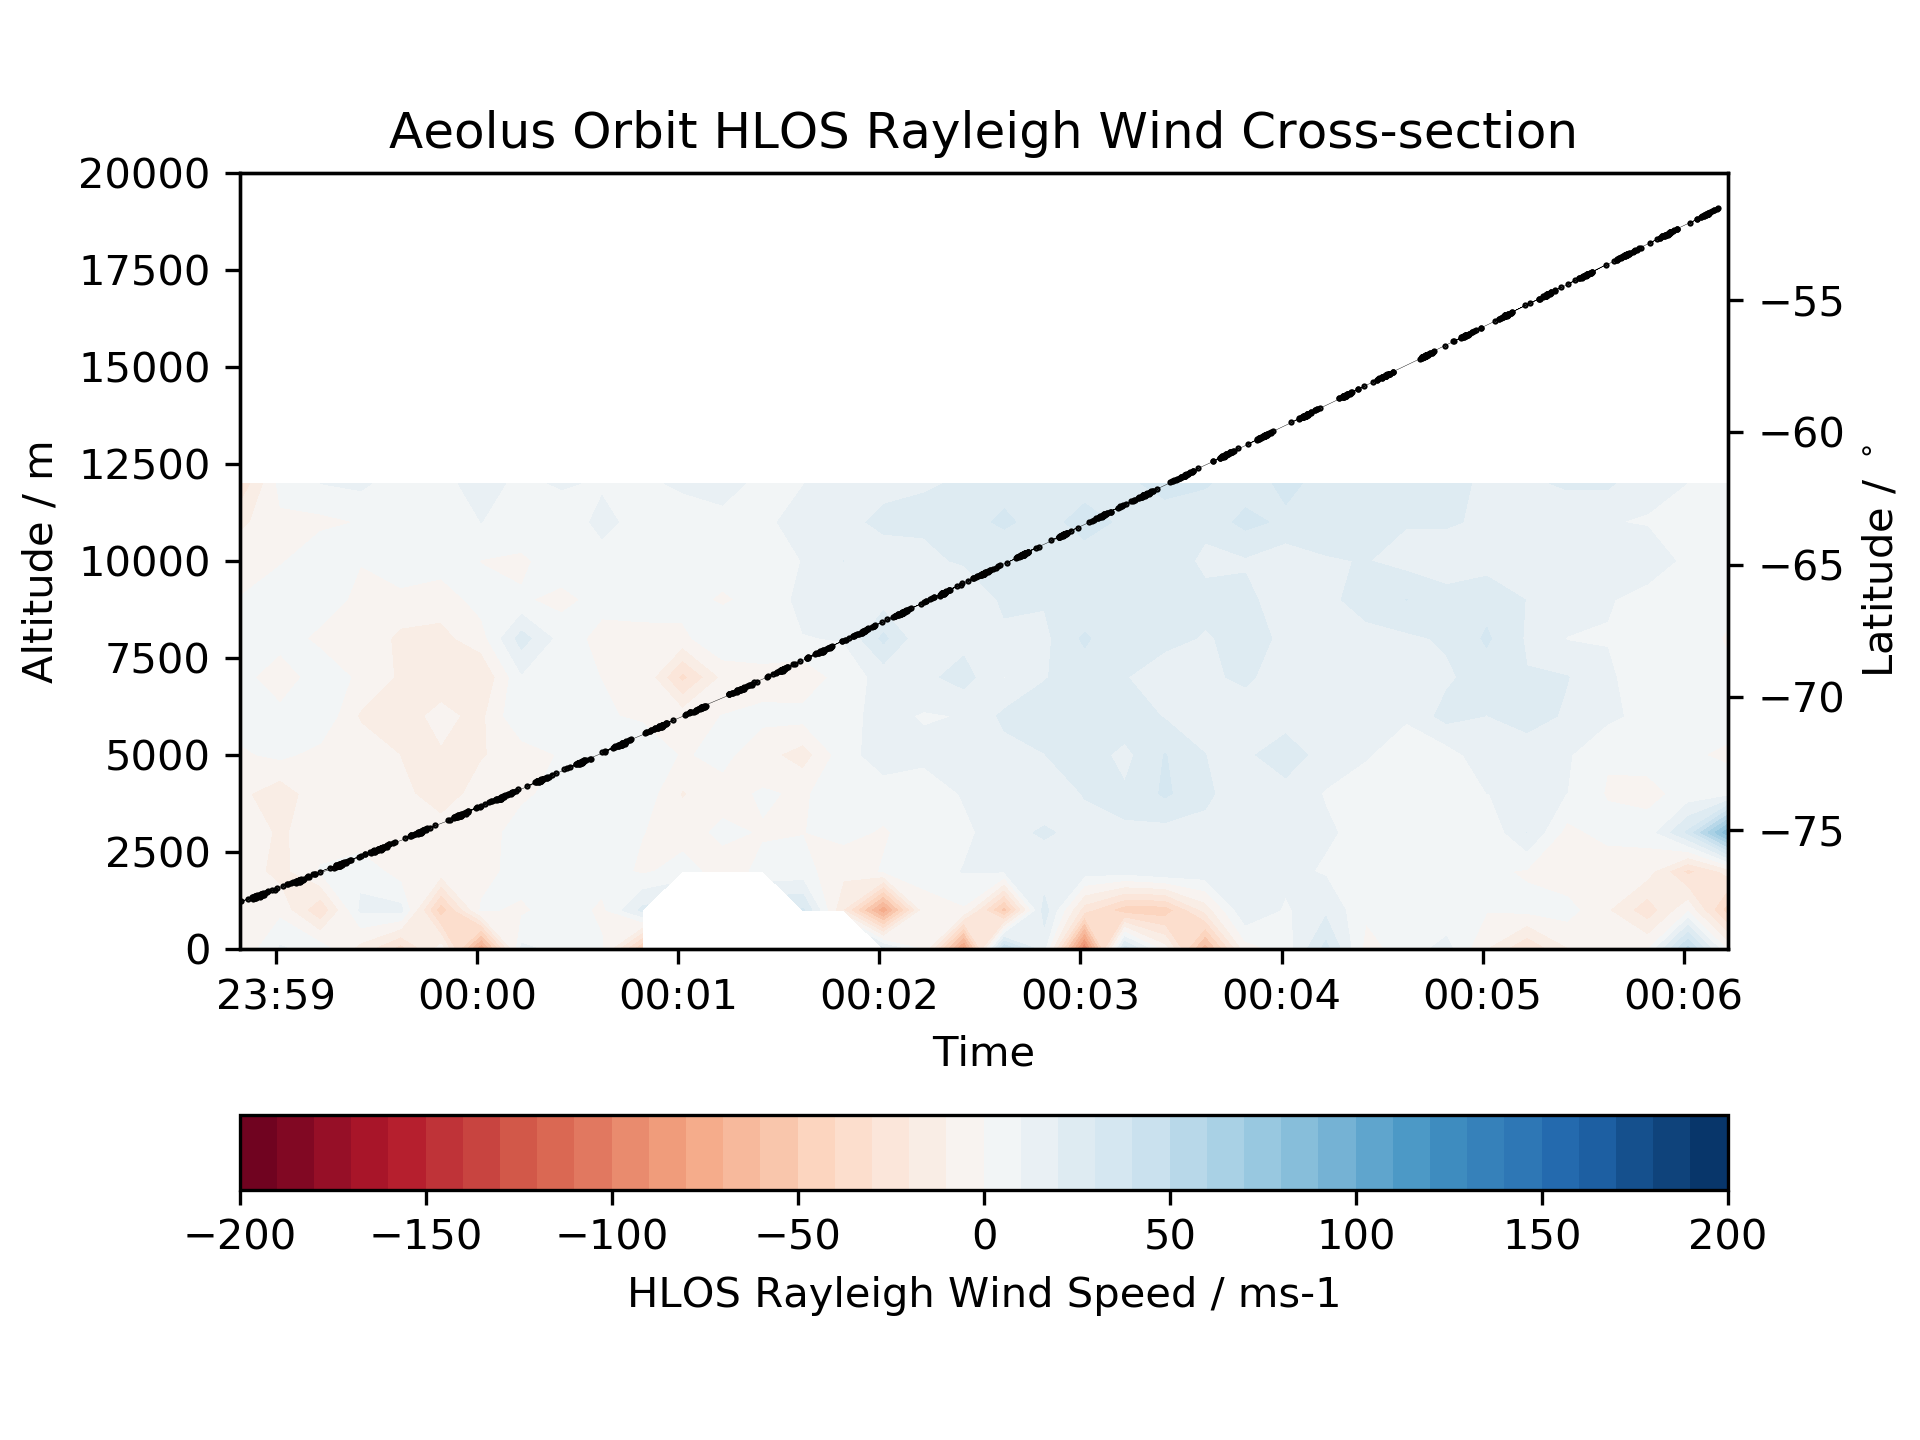 Aeolus Orbit HLOS Rayleigh Wind Cross-section
20000
17500
15000
12500
10000
7500
5000
2500
0
Altitude / m
−55
−60
−65
−70
−75
Latitude / °
23:59 00:00 00:01 00:02 00:03 00:04 00:05 00:06
Time
−200 −150 −100 −50 0 50 100 150 200
HLOS Rayleigh Wind Speed / ms-1